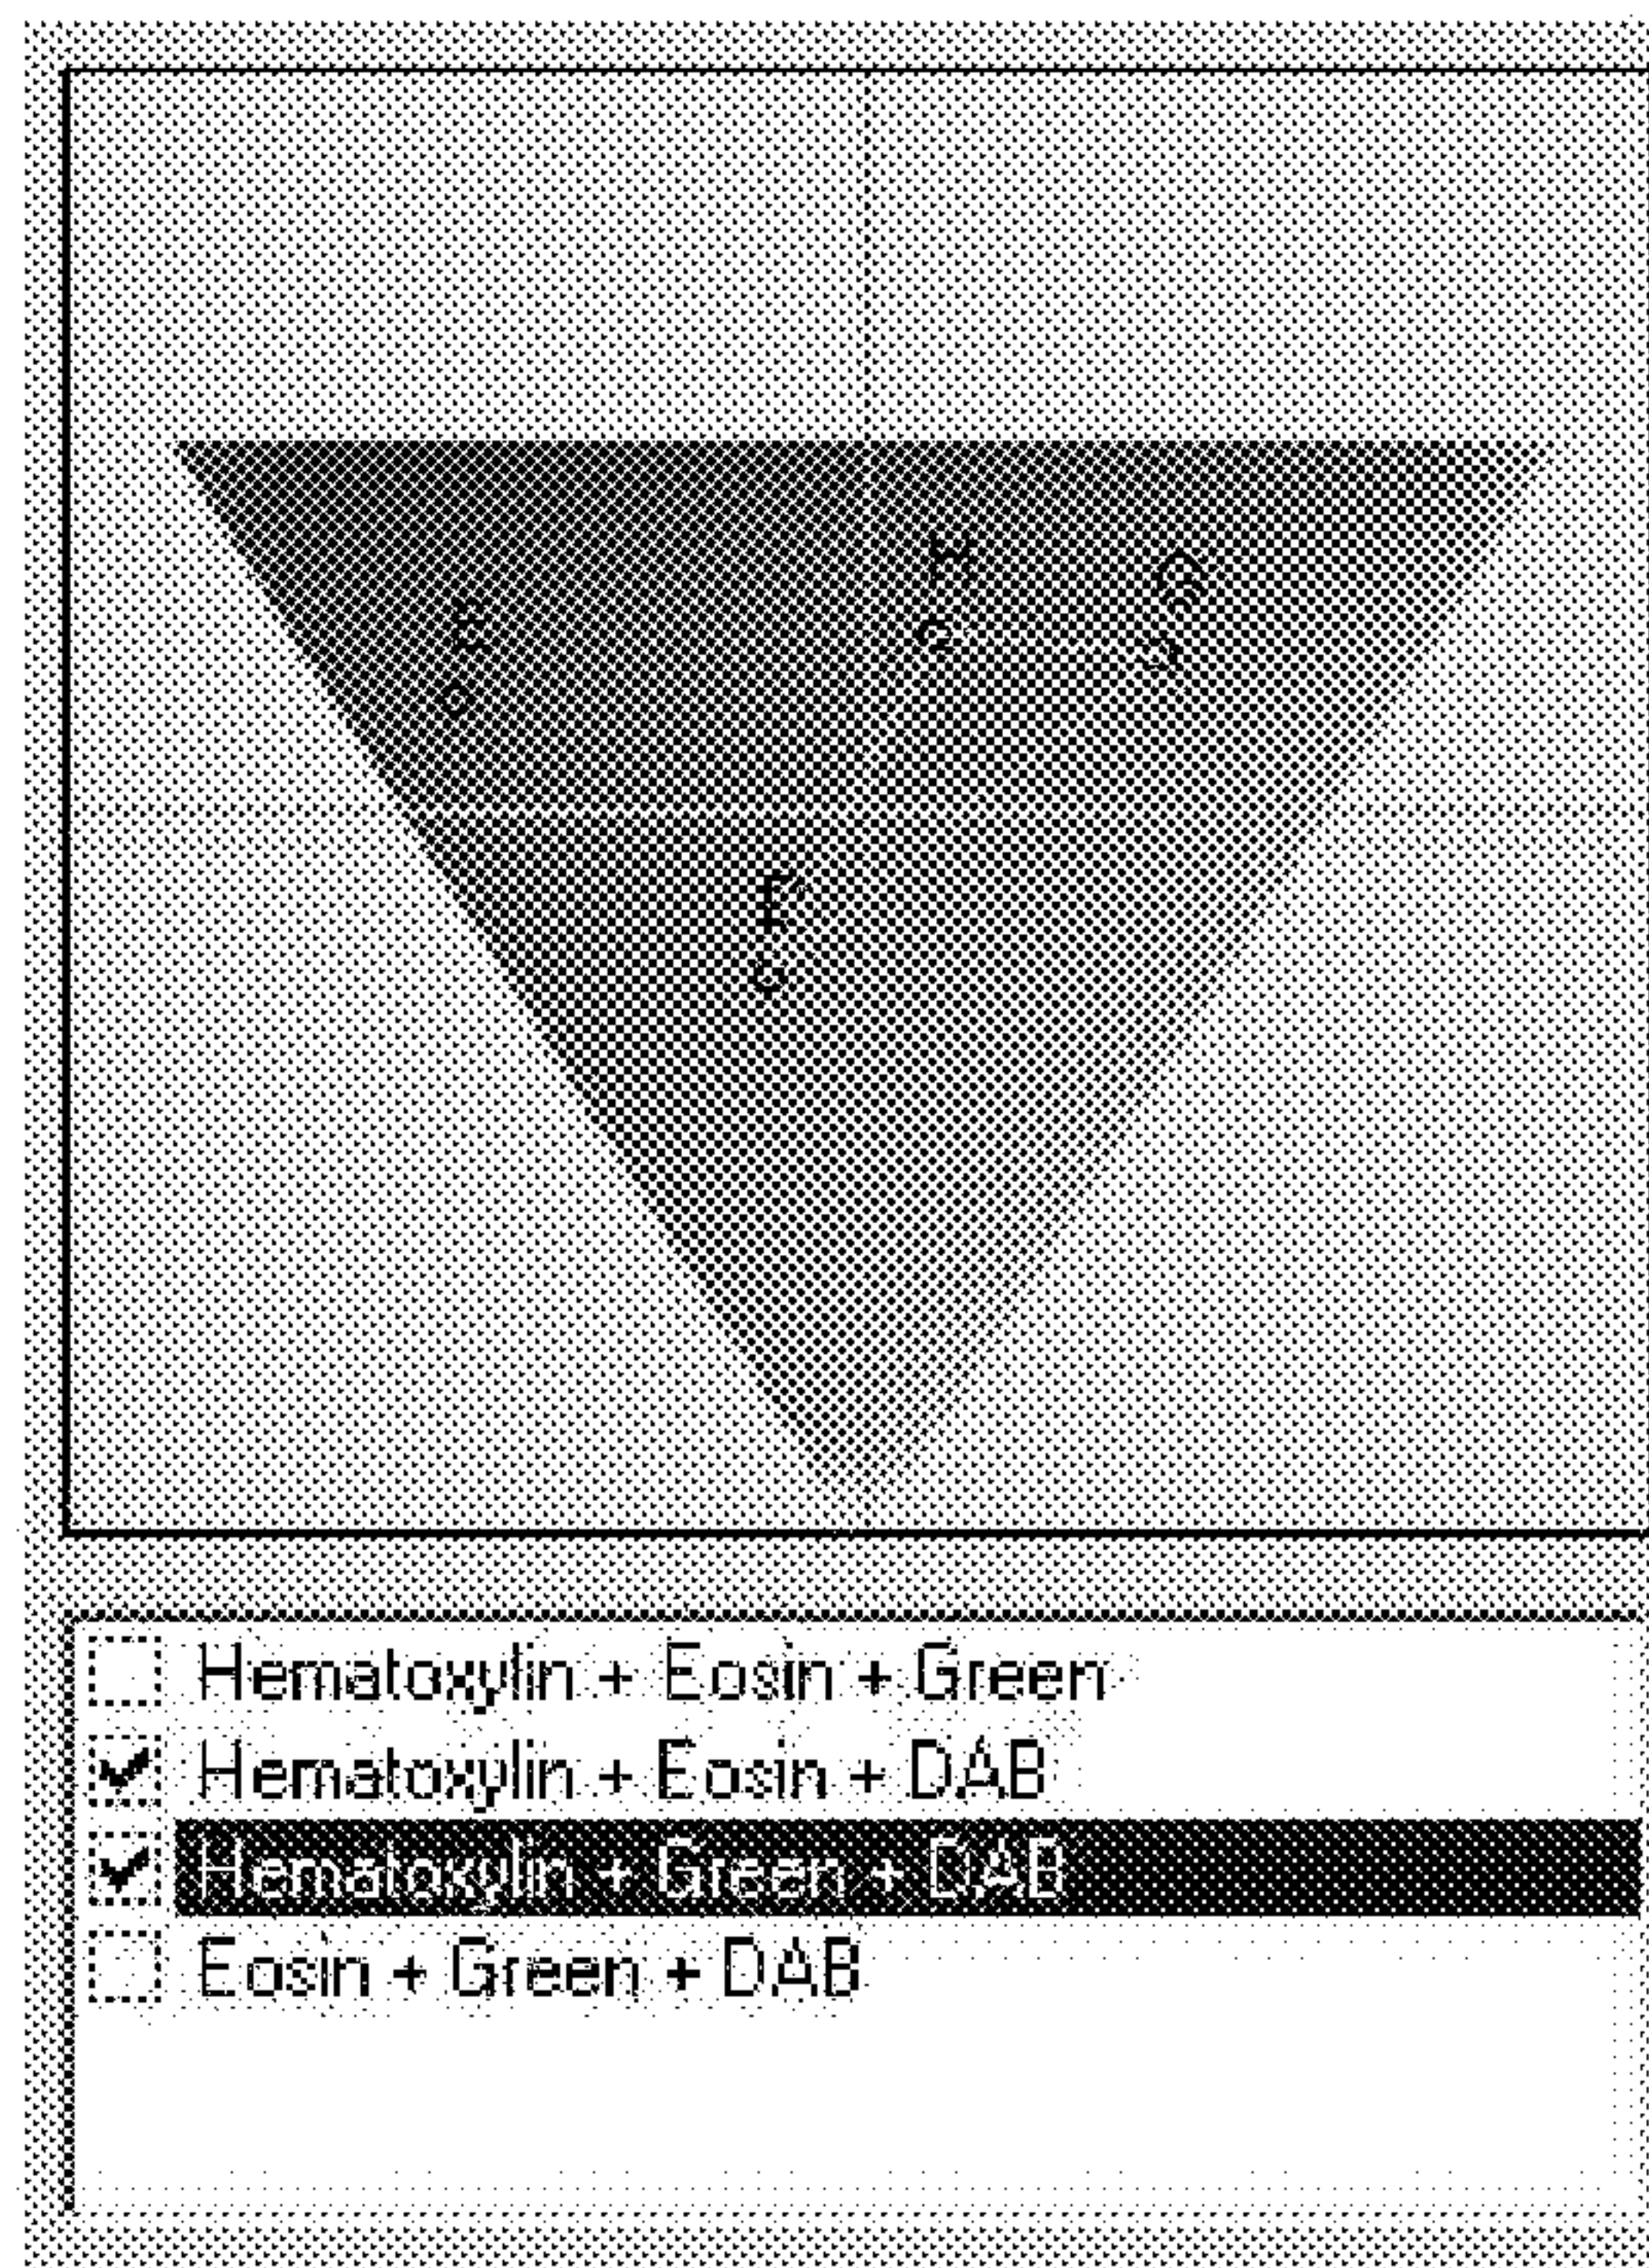 H
G
E
Hematoxylin + Eosin + Green
Hematoxylin + Eosin + DAB
Hematoxylin + Green + DAB
Eosin + Green + DAB